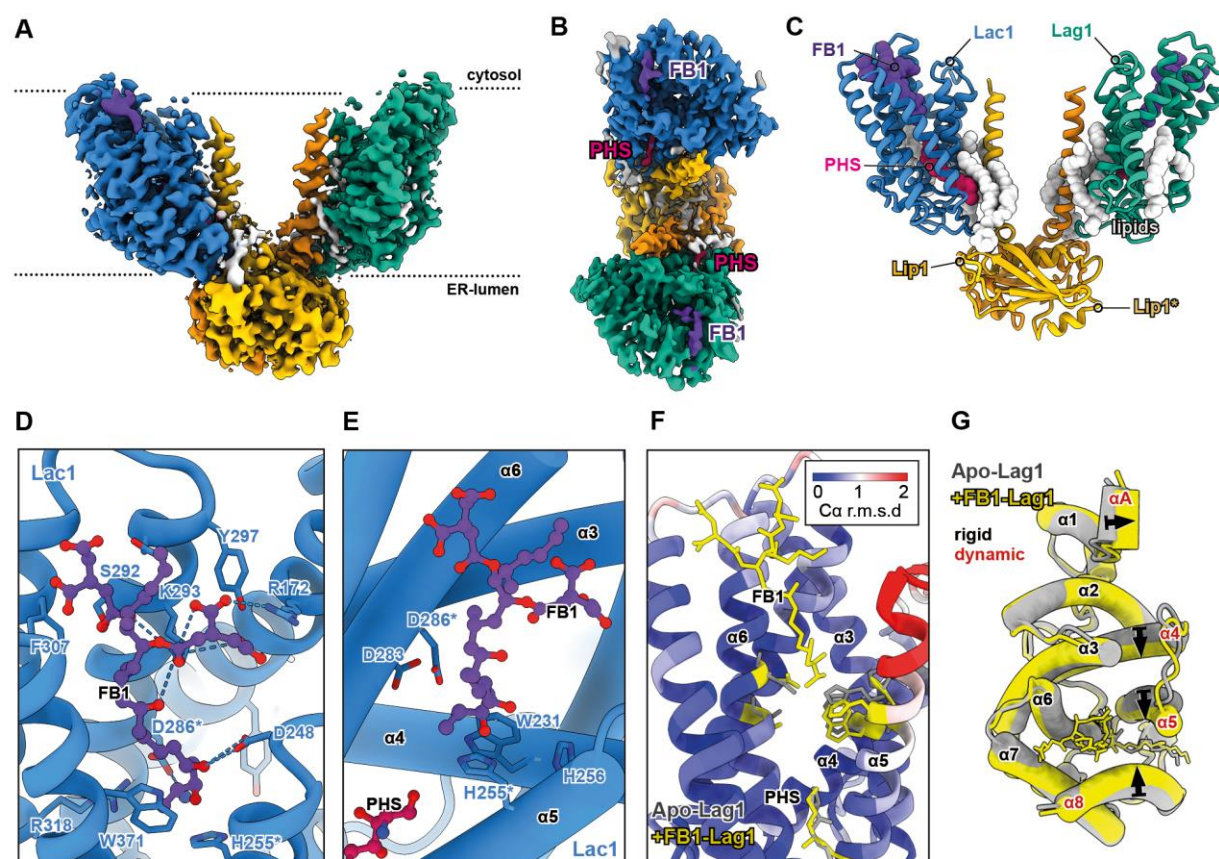 A
cytosol
ER-lumen
B
FB1
PHS
PHS
FB1
C
FB1
Lac1
Lag1
PHS
lipids
Lip1
Lip1*
D
Lac1
Y297
S292
K293
R172
F307
FB1
D286*
D248
R318
W371
H255*
E
α6
α3
D286*
FB1
D283
W231
α4
H256
H255*
PHS
α5
Lac1
F
0 1 2
Cα r.m.s.d
FB1
α6
α3
α4
α5
PHS
Apo-Lag1
+FB1-Lag1
G
Apo-Lag1
+FB1-Lag1
αA
α1
rigid
dynamic
α2
α3
α4
α6
α5
α7
α8